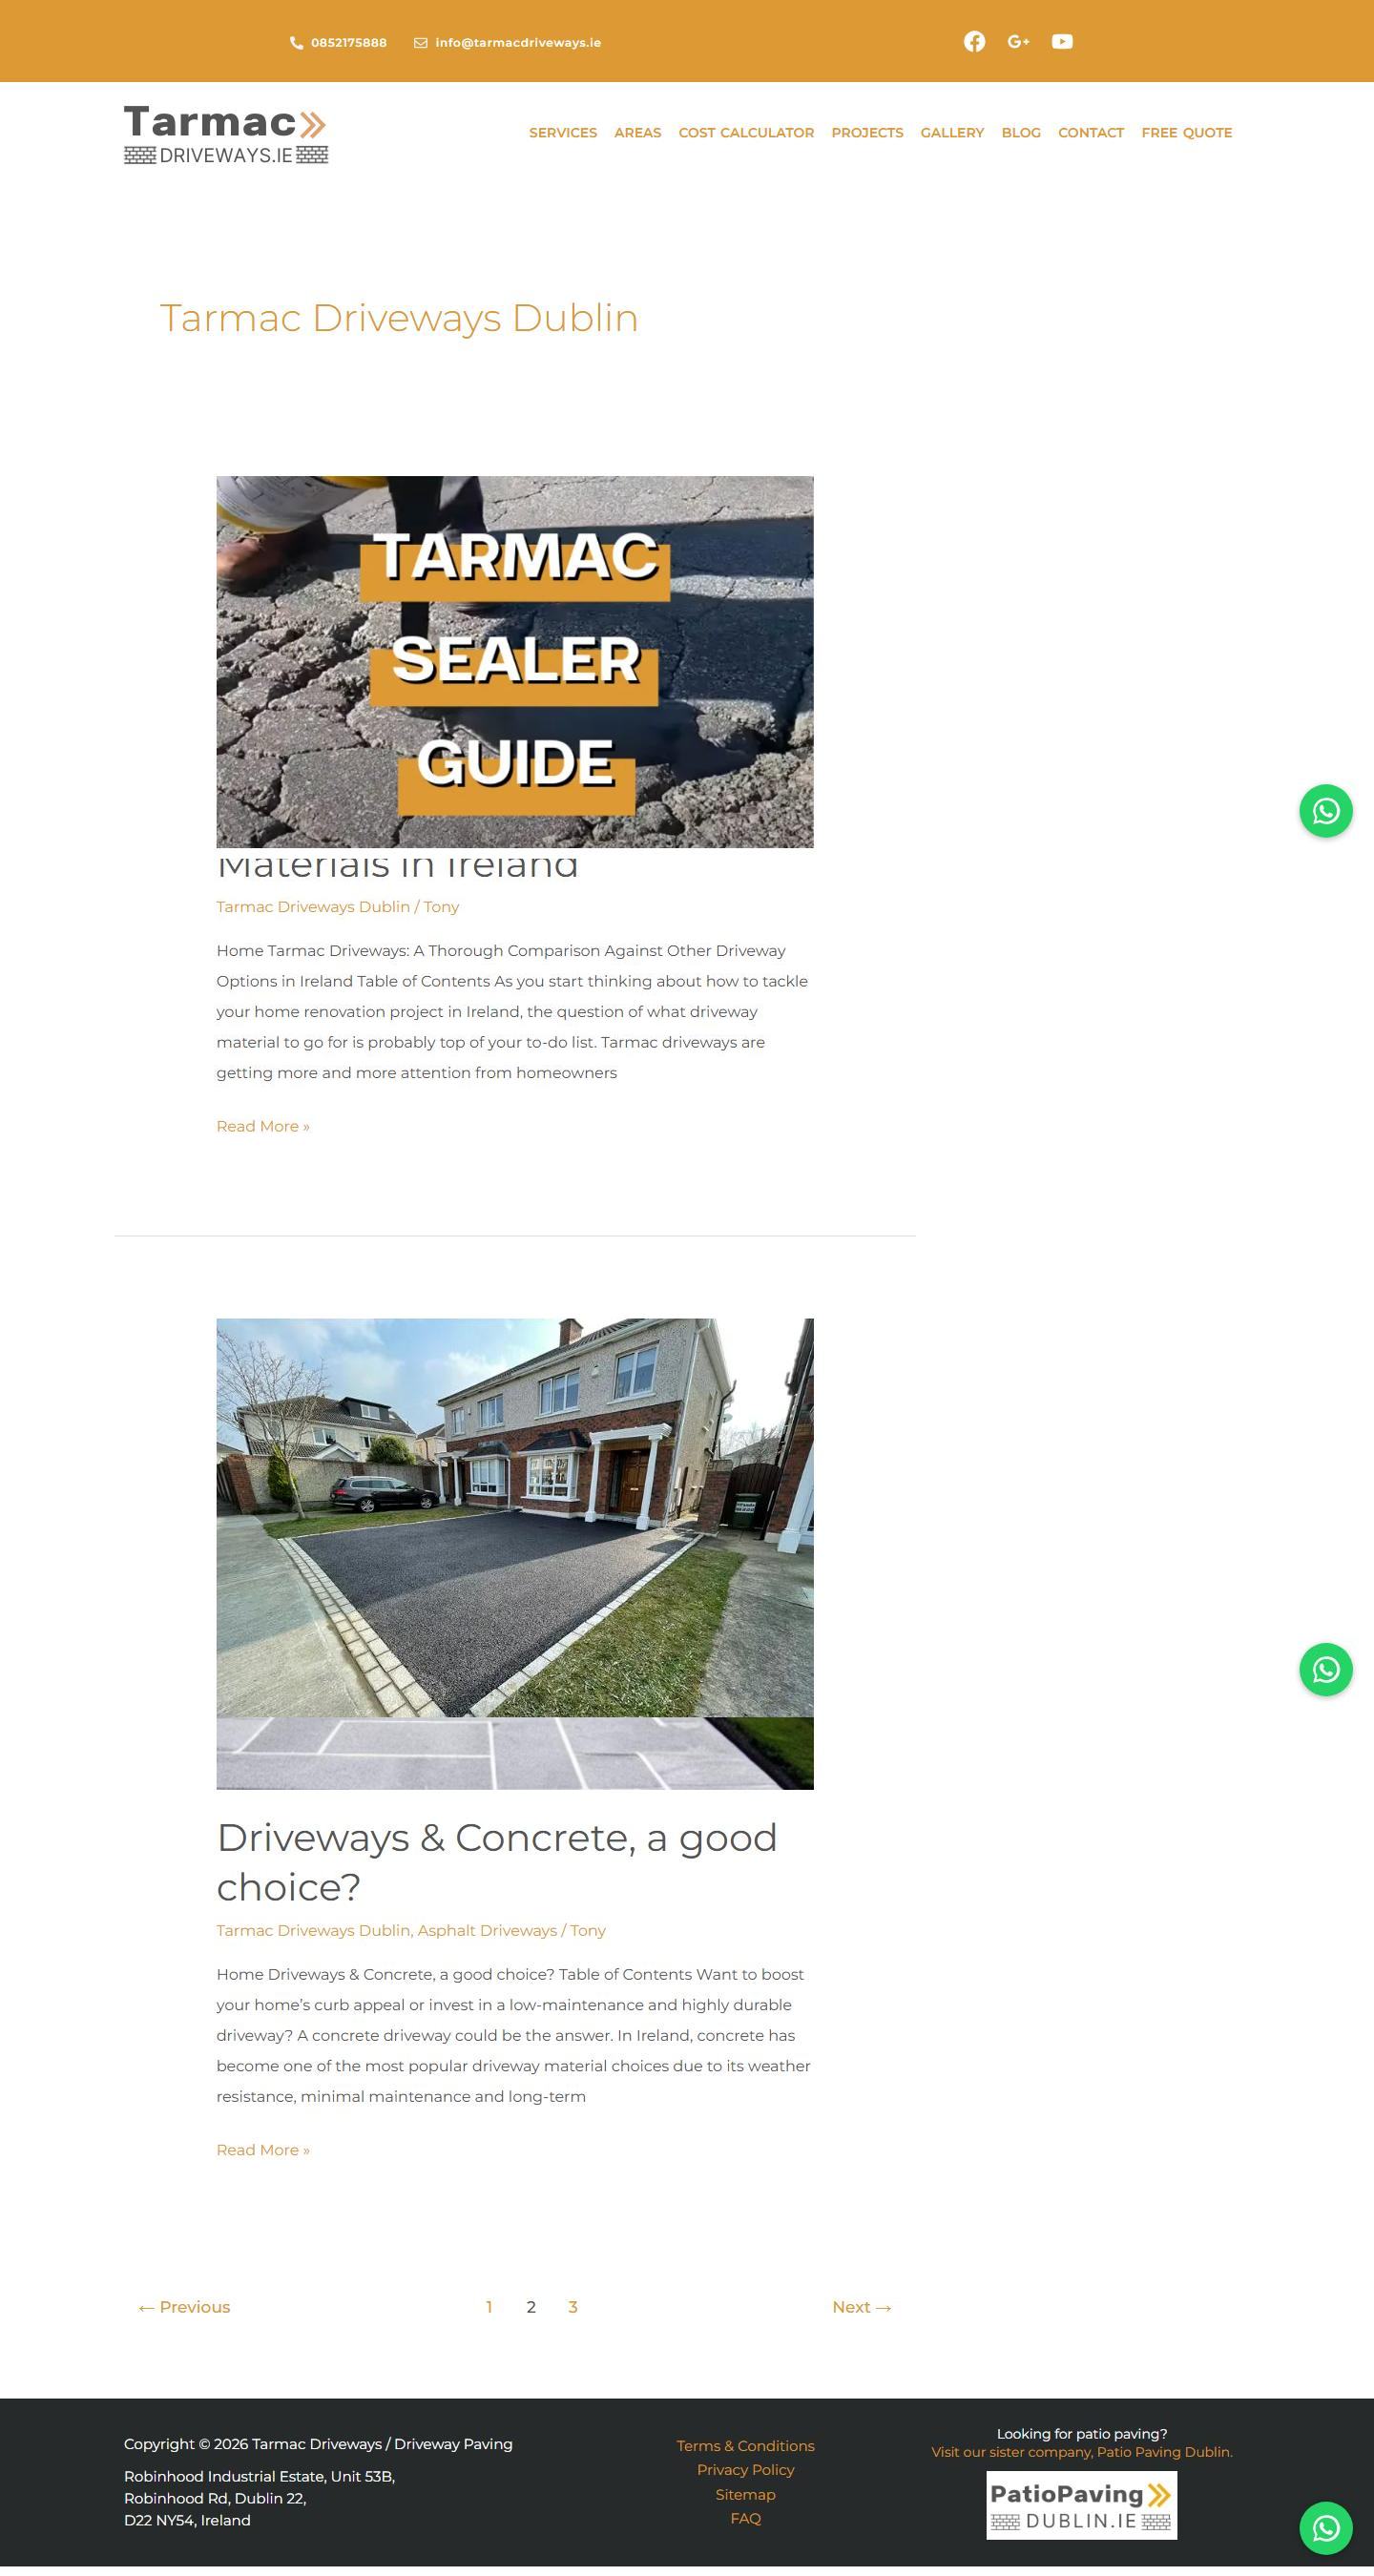 0852175888 info@tarmacdriveways.ie
Tarmac
DRIVEWAYS.IE
SERVICES AREAS COST CALCULATOR PROJECTS GALLERY BLOG CONTACT FREE QUOTE
Tarmac Driveways Dublin
TARMAC
SEALER
GUIDE
Materials in Ireland
Tarmac Driveways Dublin / Tony
Home Tarmac Driveways: A Thorough Comparison Against Other Driveway
Options in Ireland Table of Contents As you start thinking about how to tackle
your home renovation project in Ireland, the question of what driveway
material to go for is probably top of your to-do list. Tarmac driveways are
getting more and more attention from homeowners
Read More »
Driveways & Concrete, a good
choice?
Tarmac Driveways Dublin, Asphalt Driveways / Tony
Home Driveways & Concrete, a good choice? Table of Contents Want to boost
your home’s curb appeal or invest in a low-maintenance and highly durable
driveway? A concrete driveway could be the answer. In Ireland, concrete has
become one of the most popular driveway material choices due to its weather
resistance, minimal maintenance and long-term
Read More »
← Previous 1 2 3 Next →
Copyright © 2026 Tarmac Driveways / Driveway Paving
Robinhood Industrial Estate, Unit 53B,
Robinhood Rd, Dublin 22,
D22 NY54, Ireland
Terms & Conditions
Privacy Policy
Sitemap
FAQ
Looking for patio paving?
Visit our sister company, Patio Paving Dublin.
PatioPaving
DUBLIN.IE